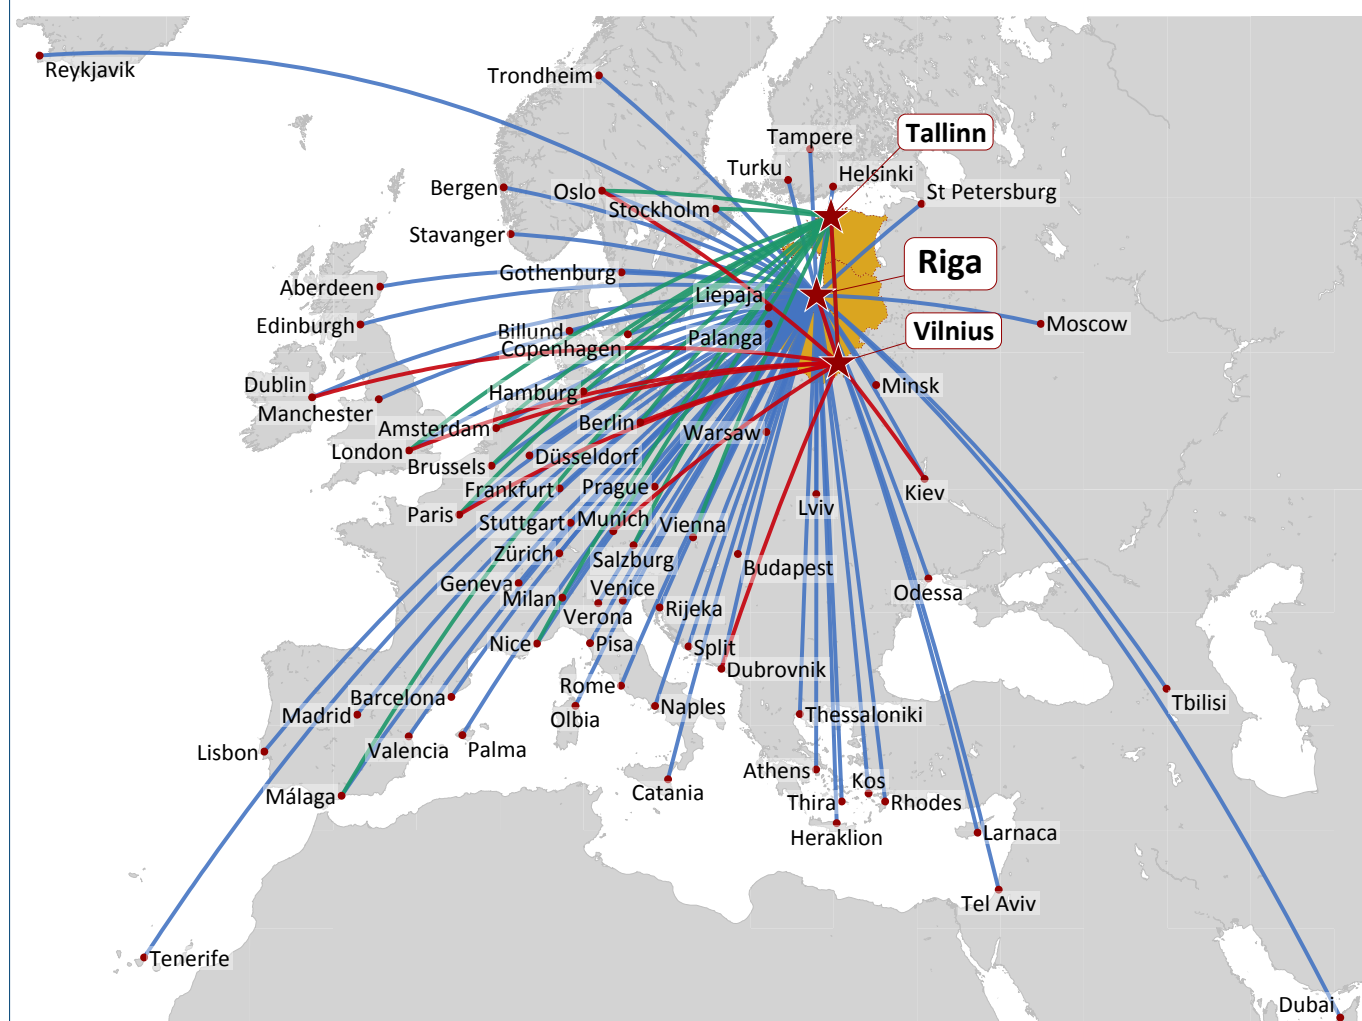 Reykjavik
Trondheim
Tampere
Tallinn
Turku
Helsinki
Bergen
Oslo
St Petersburg
Stockholm
Stavanger
Gothenburg
Riga
Aberdeen
Liepaja
Edinburgh
Billund
Moscow
Vilnius
Palanga
Copenhagen
Dublin
Minsk
Hamburg
Manchester
Amsterdam
Berlin
Warsaw
London
Brussels
Düsseldorf
Frankfurt
Prague
Kiev
Lviv
Paris
Stuttgart
Munich
Vienna
Zürich
Salzburg
Budapest
Geneva
Venice
Odessa
Milan
Verona
Rijeka
Nice
Pisa
Split
Dubrovnik
Rome
Barcelona
Tbilisi
Madrid
Olbia
Naples
Thessaloniki
Lisbon
Valencia
Palma
Athens
Kos
Málaga
Catania
Thira
Rhodes
Heraklion
Larnaca
Tel Aviv
Tenerife
Dubai